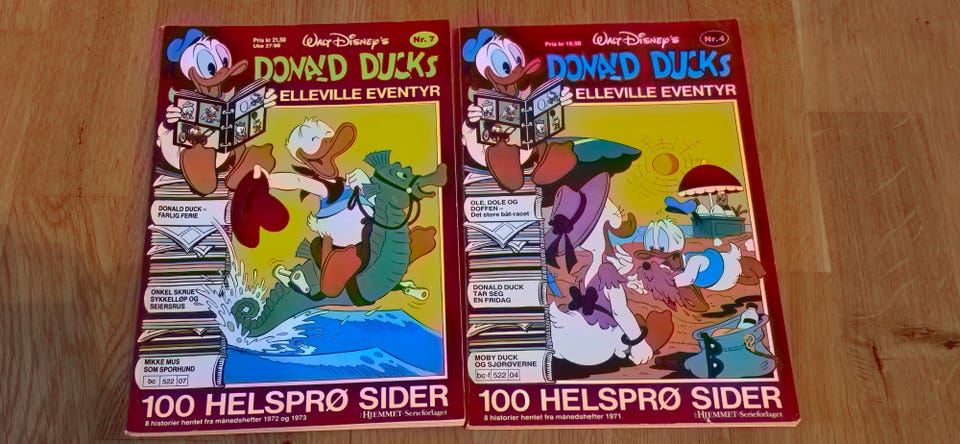 Pris kr 21,50
Uke 27/88
WALT DISNEY'S
Nr. 7
DONALD DUCKs
ELLEVILLE EVENTYR
DONALD DUCK –
FARLIG FERIE
ONKEL SKRUE
SYKKELLØP OG
SEIERSRUS
MIKKE MUS
SOM SPORHUND
bc 522 07
100 HELSPRØ SIDER
8 historier hentet fra månedshefter 1972 og 1973
HJEMMET-Serieforlaget
Pris kr 19,50
WALT DISNEY'S
Nr. 4
DONALD DUCKs
ELLEVILLE EVENTYR
OLE, DOLE OG
DOFFEN –
Det store båt-racet
DONALD DUCK
TAR SEG
EN FRIDAG
MOBY DUCK
OG SJØRØVERNE
bc-f 522 04
100 HELSPRØ SIDER
8 historier hentet fra månedshefter 1971.
HJEMMET-Serieforlaget